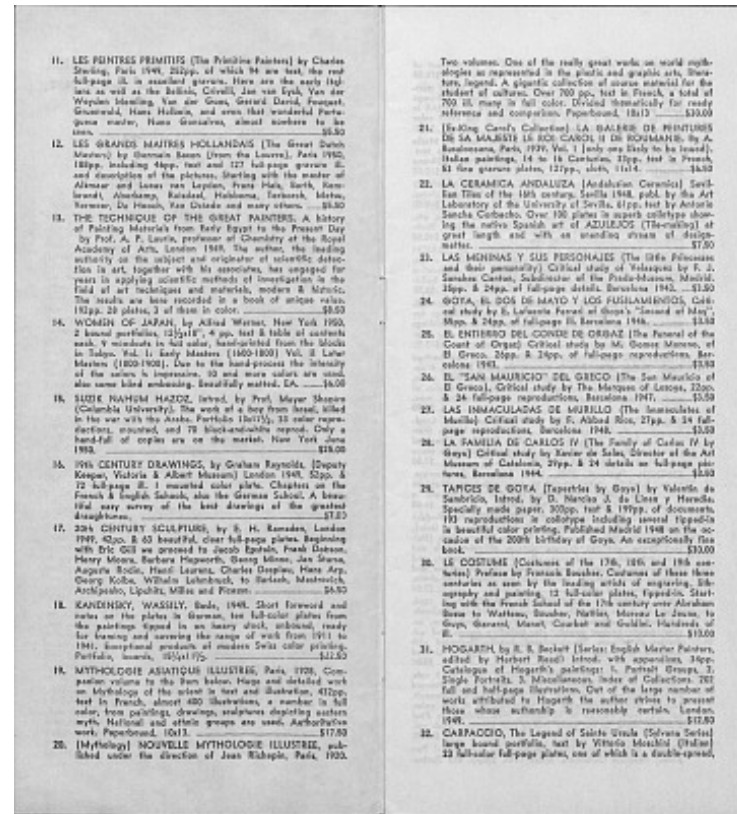 11. LES PEINTRES PRIMITIFS (The Primitive Painters) by Charles
Sterling, Paris 1949, 252pp. of which 94 are text, the rest
full-page ill. in excellent gravure. Here are the early Ital-
ians as well as the Bellinis, Crivelli, Jan van Eyck, Van der
Weyden Memling, Van der Goes, Gerard David, Fouquet,
Grunewald, Hans Holbein, and even that wonderful Portu-
guese master, Nuno Goncalves, almost nowhere to be
seen.
12. LES GRANDS MAITRES HOLLANDAIS (The Great Dutch
Masters) by Germain Bazin (from the Louvre), Paris 1950,
text and 127 full-page gravure ill.
and description of the pictures. Starting with the master of
Alkmaar and Lucas van Leyden, Frans Hals, Rem-
brandt, Ruisdael, Hobbema, Terborch, Metsu,
Vermeer, De Hooch, Van Ostade and many others.
13. THE TECHNIQUE OF THE GREAT PAINTERS. A history
of Painting Materials from Early Egypt to the Present Day
by Prof. A. P. Laurie, professor of Chemistry at the Royal
Academy of Arts, London 1949. The author, the leading
authority on the subject and originator of scientific detec-
tion in art, together with his associates, has engaged for
years in applying scientific methods of investigation in the
field of art techniques and materials, modern & historic.
The results are here recorded in a book of unique value.
192pp. 28 plates, 3 of them in color.
14. WOMEN OF JAPAN, by Alfred Werner, New York 1950.
2 bound portfolios, 4 pp. text & table of contents
each. 9 woodcuts in full color, hand-printed from the blocks
in Tokyo. Vol. I: Early Masters (1600-1800) Vol. II Later
Masters (1800-1900). Due to the hand-process the intensity
of the colors is impressive. 10 and more colors are used,
also some blind embossing. Beautifully matted. EA. $6.00
15. NAHUM HAZOZ, Introd. by Prof. Meyer Shapiro
(Columbia University). The work of a boy from Israel, killed
in the war with the Arabs. Portfolio color repro-
ductions, mounted, and 78 black-and-white reprod. Only a
hand-full of copies are on the market. New York June
1950. $25.00
16. 19th CENTURY DRAWINGS, by Graham Reynolds, (Deputy
Keeper, Victoria & Albert Museum) London 1949. 52pp. &
72 full-page ill. 1 mounted color plate. Chapters on the
French & English Schools, also the German School. A beau-
tiful easy survey of the best drawings of the greatest
draughtsmen.
17. 20th CENTURY SCULPTURE, by E. H. Ramsden, London
1949, 42pp. & 63 beautiful, clear full-page plates. Beginning
with Eric Gill we proceed to Jacob Epstein, Frank Dobson,
Henry Moore, Barbara Hepworth, Georg Minne, Jan Sluters,
Auguste Rodin, Henri Laurens, Charles Despiau, Hans Arp,
Georg Kolbe, Wilhelm Lehmbruck, to Barlach, Mestrovich,
Archipenko, Lipchitz, Milles and Picasso. $6.50
18. KANDINSKY, WASSILY, 1949. Short foreword and
notes on the plates in German, ten full-color plates from
the paintings tipped in on heavy stock, unbound, ready
for framing and covering the range of work from 1911 to
1941. Exceptional products of modern Swiss color printing.
Portfolio, boards,
19. MYTHOLOGIE ASIATIQUE ILLUSTREE, Paris, 1928, Com-
panion volume to the item below. Huge and detailed work
on Mythology of the orient in text and illustration, 432pp.
text in French, almost 400 illustrations, a number in full
color, from paintings, drawings, sculptures depicting eastern
myth. National and ethnic groups are used. Authoritative
work. Paperbound. 10x13. $17.50
20. (Mythology) NOUVELLE MYTHOLOGIE ILLUSTREE, pub-
lished under the direction of Jean Richepin, Paris, 1920.
Two volumes. One of the really great works on world myth-
ologies as represented in the plastic and graphic arts, litera-
ture, legend. A gigantic collection of source material for the
student of cultures. Over 700 pp., text in French, a total of
700 ill. many in full color. Divided thematically for ready
reference and comparison. Paperbound, 10x13 $30.00
21. (Ex-King Carol's Collection). LA GALERIE DE PEINTURES
DE SA MAJESTE LE ROI CAROL II DE ROUMANIE. By A.
Busuioceanu, Paris, 1939. Vol. 1 (only one likely to be issued).
Italian paintings, 14 to 16 Centuries. text in French,
83 fine gravure plates, 127pp., cloth, 11x14. $6.50
22. LA CERAMICA ANDALUZA (Andalusian Ceramics) Sevil-
lian Tiles of the 16th century. Seville 1948. publ. by the Art
Laboratory of the University of Seville. 61pp. text by Antonio
Sancho Corbacho. Over 100 plates in superb collotype show-
ing the native Spanish art of AZULEJOS (Tile-making) at
great length and with an unending stream of design-
matter. $7.50
23. LAS MENINAS Y SUS PERSONAJES (The little Princesses
and their personality) Critical study of Velasquez by F. J.
Sanchez Canton, Subdirector of the Prado-Museum, Madrid.
35pp. & 24pp. of full-page details. Barcelona 1943. $3.50
24. GOYA, EL DOS DE MAYO Y LOS FUSILAMIENTOS, Criti-
cal study by E. Lafuente Ferrari of Goya's "Second of May",
& 24pp. of full-page ill. Barcelona 1946. $3.50
25. EL ENTIERRO DEL CONDE DE ORGAZ (The Funeral of the
Count of Orgaz) Critical study by M. Gomez Moreno, of
El Greco. 26pp. & 24pp. of full-page reproductions, Bar-
celona 1943. $3.50
26. EL "SAN MAURICIO" DEL GRECO (The San Mauricio of
El Greco), Critical study by The Marques of Lozoya, 22pp.
& 24 full-page reproductions, Barcelona 1947. $3.50
27. LAS INMACULADAS DE MURILLO (The Immaculates of
Murillo) Critical study by F. Abbad Rios, 27pp. & 24 full-
page reproductions, Barcelona 1948. $3.50
28. LA FAMILIA DE CARLOS IV (The Family of Carlos IV by
Goya) Critical study by Xavier de Salas, Director of the Art
Museum of Catalonia, 29pp. & 24 details on full-page pic-
tures, Barcelona 1944. $3.50
29. TAPICES DE GOYA (Tapestries by Goya) by Valentin de
Sambricio, Introd. by D. Narciso J. de Linan y Heredia.
Specially made paper. 300pp. text & 199pp. of documents.
193 reproductions in collotype including several tipped-in
in beautiful color printing. Published Madrid 1948 on the oc-
casion of the 200th birthday of Goya. An exceptionally fine
book. $30.00
30. LE COSTUME (Costumes of the 17th, 18th and 19th cen-
turies) Preface by Francois Boucher. Costumes of these three
centuries as seen by the leading artists of engraving, lith-
ography and painting. 12 full-color plates, tipped-in. Start-
ing with the French School of the 17th century over Abraham
Bosse to Watteau, Boucher, Nattier, Moreau Le Jeune, to
Guys, Gavarni, Manet, Courbet and Boldini. Hundreds of
ill. $10.00
31. HOGARTH, by R. B. Beckett (Series: English Master Painters,
edited by Herbert Read) introd. with appendixes,
Catalogue of Hogarth's paintings: 1. Portrait Groups, 2.
Single Portraits, 3. Miscellaneous, Index of Collections. 202
full and half-page illustrations. Out of the large number of
works attributed to Hogarth the author strives to present
those whose authorship is reasonably certain. London,
1949. $17.50
32. CARPACCIO, The Legend of Sainte Ursula (Sylvana Series)
large bound portfolio, text by Vittorio Moschini (Italian)
23 full-color full-page plates, one of which is a double-spread,